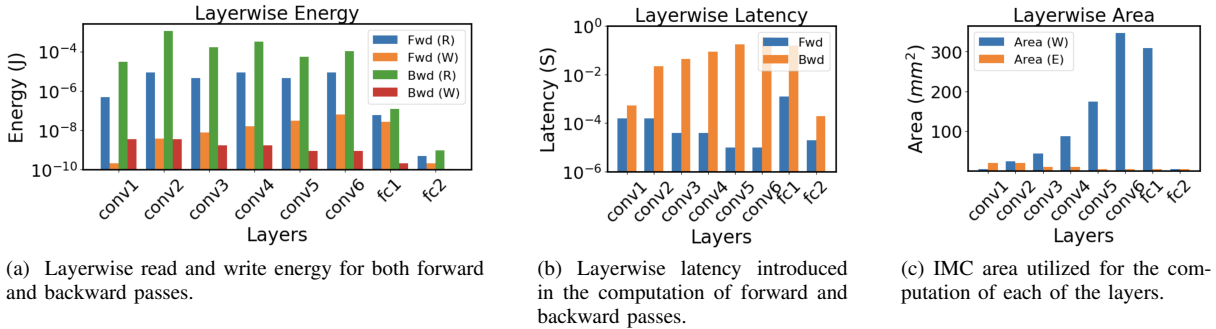 Layerwise Energy
Energy (J)
10⁻⁴
10⁻⁶
10⁻⁸
10⁻¹⁰
Fwd (R)
Fwd (W)
Bwd (R)
Bwd (W)
conv1
conv2
conv3
conv4
conv5
conv6
fc1
fc2
Layers
(a) Layerwise read and write energy for both forward
and backward passes.
Layerwise Latency
Latency (S)
10⁰
10⁻²
10⁻⁴
10⁻⁶
Fwd
Bwd
conv1
conv2
conv3
conv4
conv5
conv6
fc1
fc2
Layers
(b) Layerwise latency introduced
in the computation of forward and
backward passes.
Layerwise Area
Area (mm²)
300
200
100
Area (W)
Area (E)
conv1
conv2
conv3
conv4
conv5
conv6
fc1
fc2
Layers
(c) IMC area utilized for the com-
putation of each of the layers.